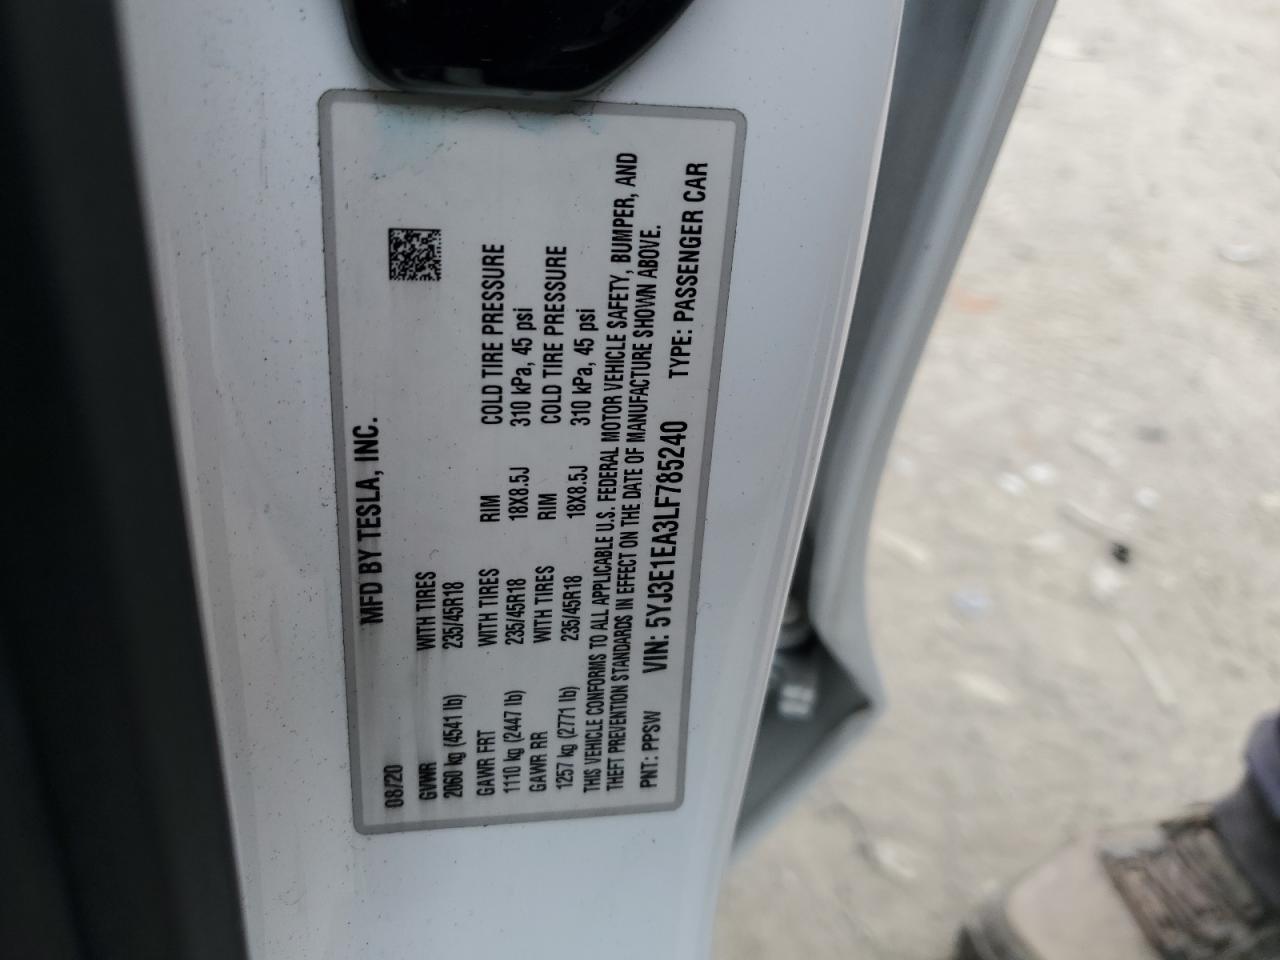 MFD BY TESLA, INC.
08/20
GVWR WITH TIRES
2060 kg (4541 lb) 235/45R18
GAWR FRT WITH TIRES RIM COLD TIRE PRESSURE
1110 kg (2447 lb) 235/45R18 18X8.5J 310 kPa, 45 psi
GAWR RR WITH TIRES RIM COLD TIRE PRESSURE
1257 kg (2771 lb) 235/45R18 18X8.5J 310 kPa, 45 psi
THIS VEHICLE CONFORMS TO ALL APPLICABLE U.S. FEDERAL MOTOR VEHICLE SAFETY, BUMPER, AND
THEFT PREVENTION STANDARDS IN EFFECT ON THE DATE OF MANUFACTURE SHOWN ABOVE.
PNT: PPSW VIN: 5YJ3E1EA3LF785240 TYPE: PASSENGER CAR